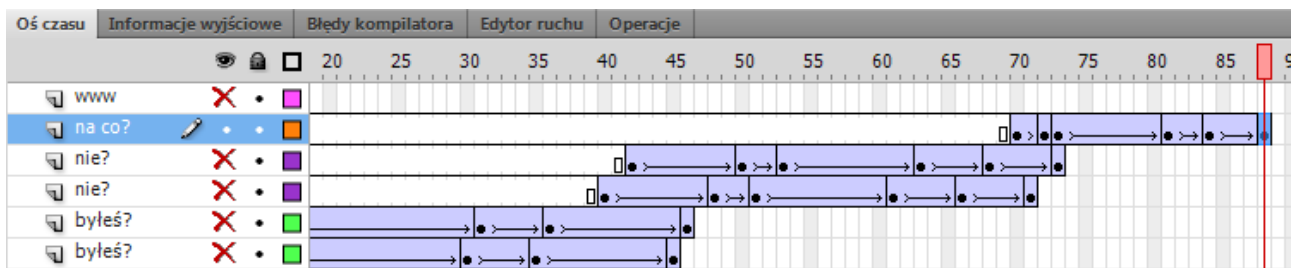 Oś czasu Informacje wyjściowe Błędy kompilatora Edytor ruchu Operacje
20 25 30 35 40 45 50 55 60 65 70 75 80 85 9
www
na co?
nie?
nie?
byłeś?
byłeś?